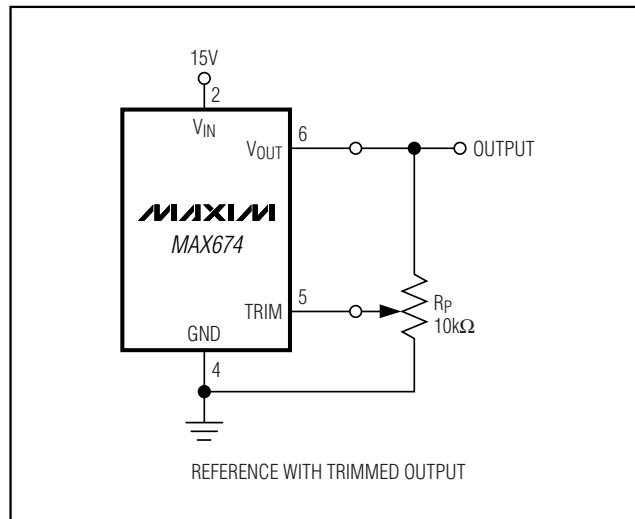 15V
2
VIN
6
VOUT
OUTPUT
MAXIM
MAX674
TRIM
5
RP
10kΩ
GND
4
REFERENCE WITH TRIMMED OUTPUT